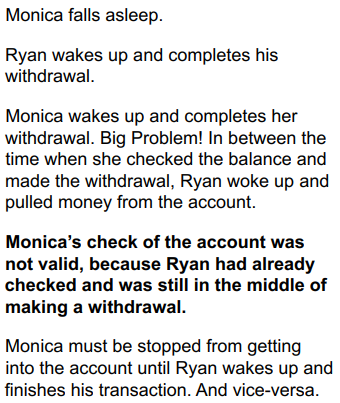 Monica falls asleep.
Ryan wakes up and completes his
withdrawal.
Monica wakes up and completes her
withdrawal. Big Problem! In between the
time when she checked the balance and
made the withdrawal, Ryan woke up and
pulled money from the account.
Monica’s check of the account was
not valid, because Ryan had already
checked and was still in the middle of
making a withdrawal.
Monica must be stopped from getting
into the account until Ryan wakes up and
finishes his transaction. And vice-versa.